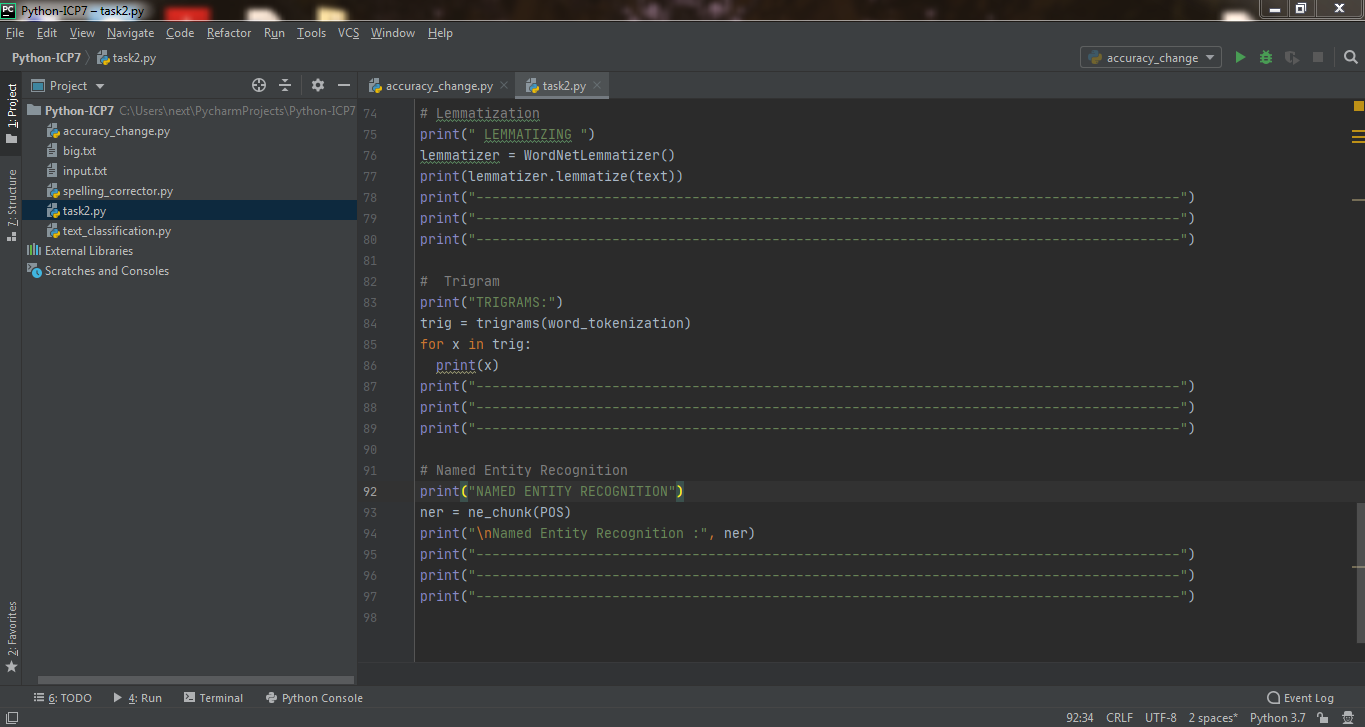 PC Python-ICP7 – task2.py
File Edit View Navigate Code Refactor Run Tools VCS Window Help
Python-ICP7 task2.py accuracy_change
1: Project
7: Structure
2: Favorites
Project
Python-ICP7 C:\Users\next\PycharmProjects\Python-ICP7
accuracy_change.py
big.txt
input.txt
spelling_corrector.py
task2.py
text_classification.py
External Libraries
Scratches and Consoles
accuracy_change.py task2.py
74 # Lemmatization
75 print(" LEMMATIZING ")
76 lemmatizer = WordNetLemmatizer()
77 print(lemmatizer.lemmatize(text))
78 print("----------------------------------------------------------------------------------------")
79 print("----------------------------------------------------------------------------------------")
80 print("----------------------------------------------------------------------------------------")
81
82 #  Trigram
83 print("TRIGRAMS:")
84 trig = trigrams(word_tokenization)
85 for x in trig:
86   print(x)
87 print("----------------------------------------------------------------------------------------")
88 print("----------------------------------------------------------------------------------------")
89 print("----------------------------------------------------------------------------------------")
90
91 # Named Entity Recognition
92 print("NAMED ENTITY RECOGNITION")
93 ner = ne_chunk(POS)
94 print("\nNamed Entity Recognition :", ner)
95 print("----------------------------------------------------------------------------------------")
96 print("----------------------------------------------------------------------------------------")
97 print("----------------------------------------------------------------------------------------")
98
6: TODO 4: Run Terminal Python Console Event Log
92:34 CRLF UTF-8 2 spaces* Python 3.7